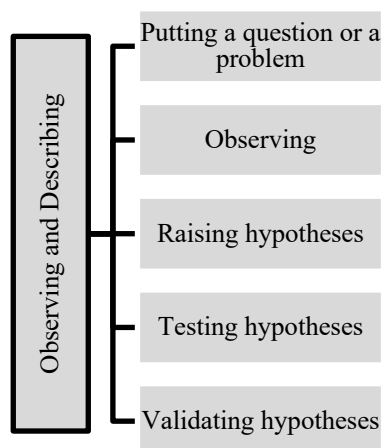 Observing and Describing
Putting a question or a
problem
Observing
Raising hypotheses
Testing hypotheses
Validating hypotheses